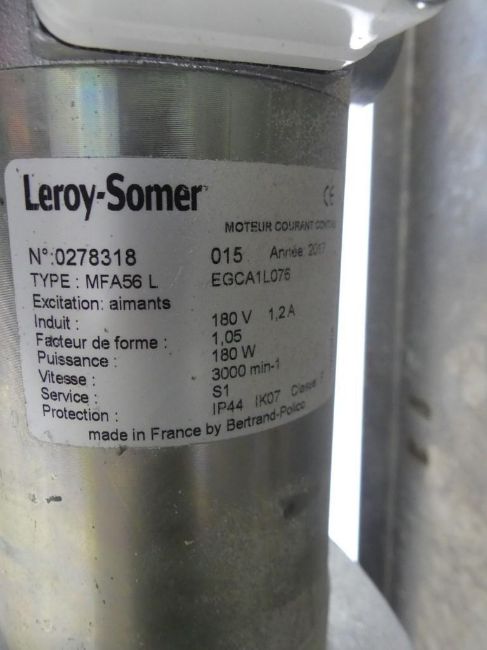 Leroy-Somer
CE
MOTEUR COURANT
N°:0278318 015 Année: 2017
TYPE : MFA56 L EGCA1L076
Excitation: aimants
Induit : 180 V 1,2 A
Facteur de forme : 1,05
Puissance : 180 W
Vitesse : 3000 min-1
Service : S1
Protection : IP44 IK07 Classe
made in France by Bertrand-Polico